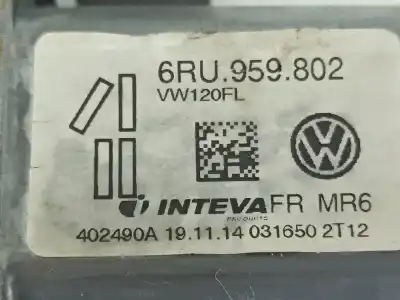 6RU.959.802
VW120FL
INTEVA FR MR6
PRODUCTS
402490A 19.11.14 031650 2T12